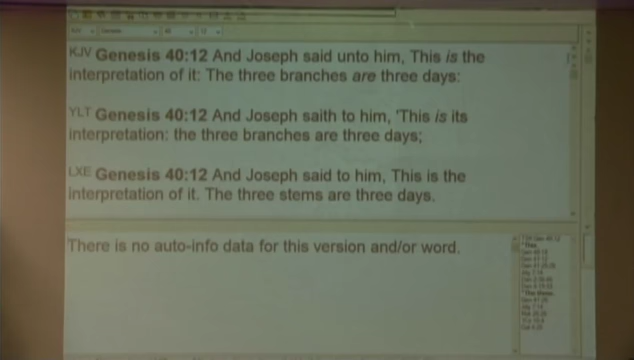 KJV Genesis 40:12 And Joseph said unto him, This is the
interpretation of it: The three branches are three days:
YLT Genesis 40:12 And Joseph saith to him, 'This is its
interpretation: the three branches are three days;
LXE Genesis 40:12 And Joseph said to him, This is the
interpretation of it. The three stems are three days.
There is no auto-info data for this version and/or word.